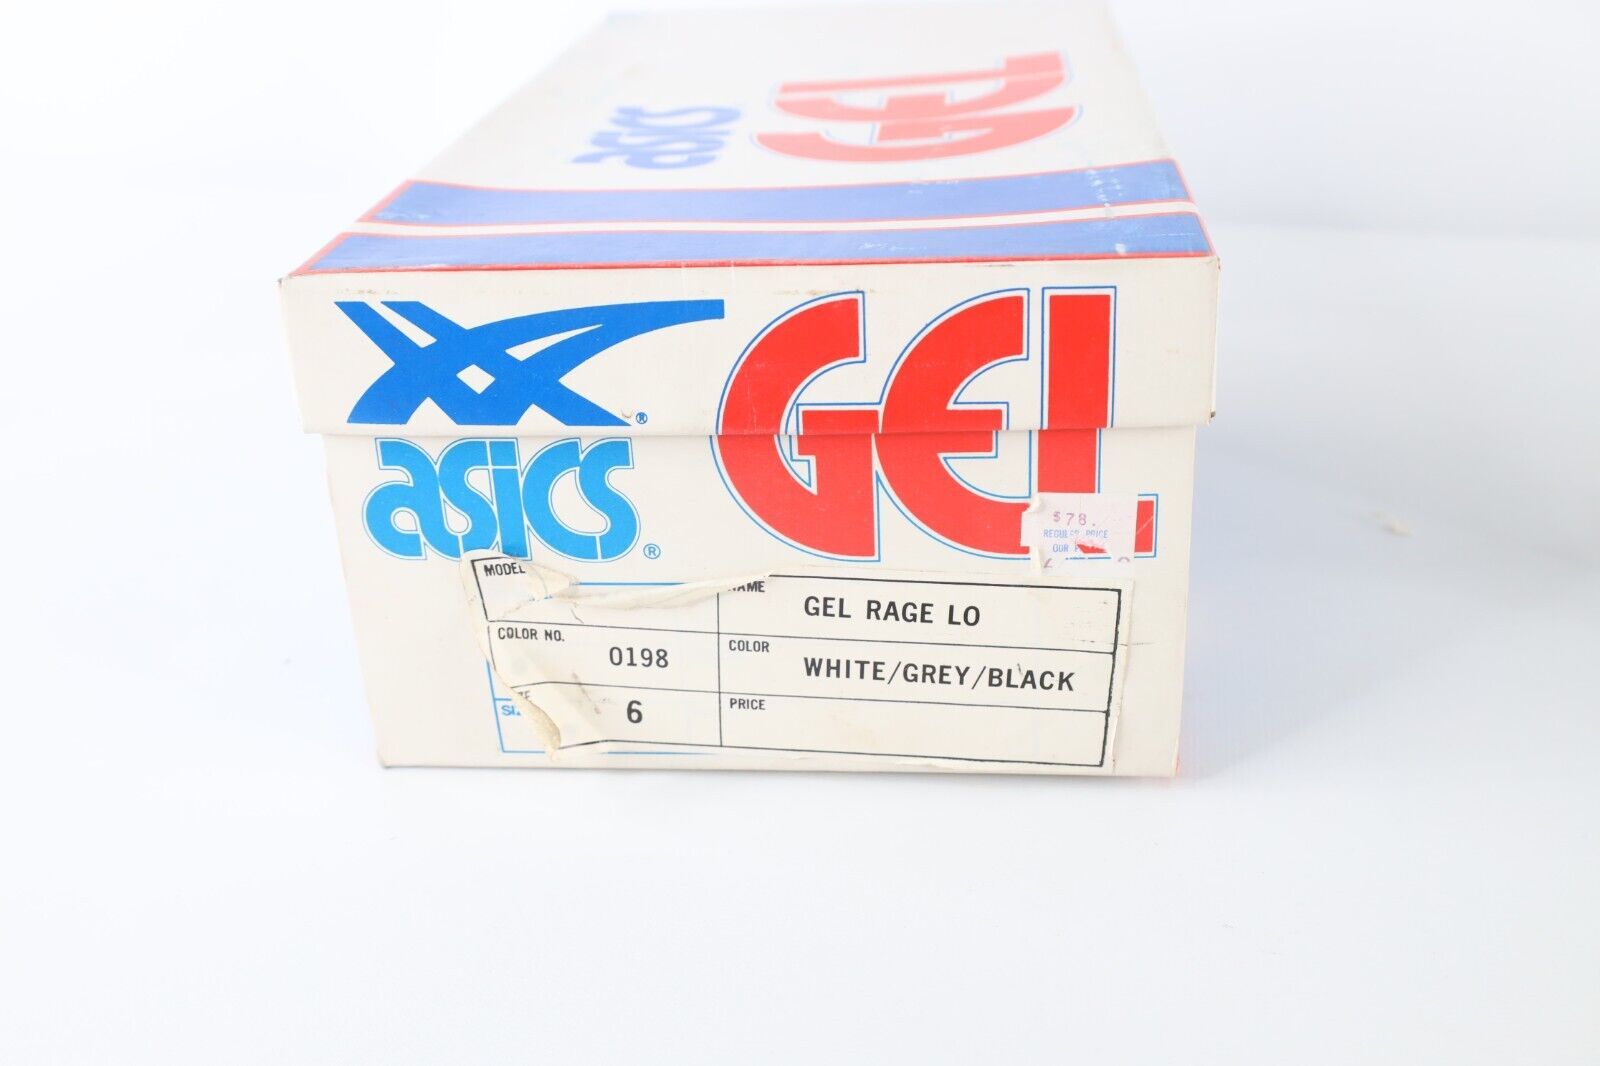 asics
GEL
GEL
asics
$78.
REGULAR PRICE
OUR
MODEL
NAME
GEL RAGE LO
COLOR NO.
0198
COLOR
WHITE/GREY/BLACK
6
PRICE